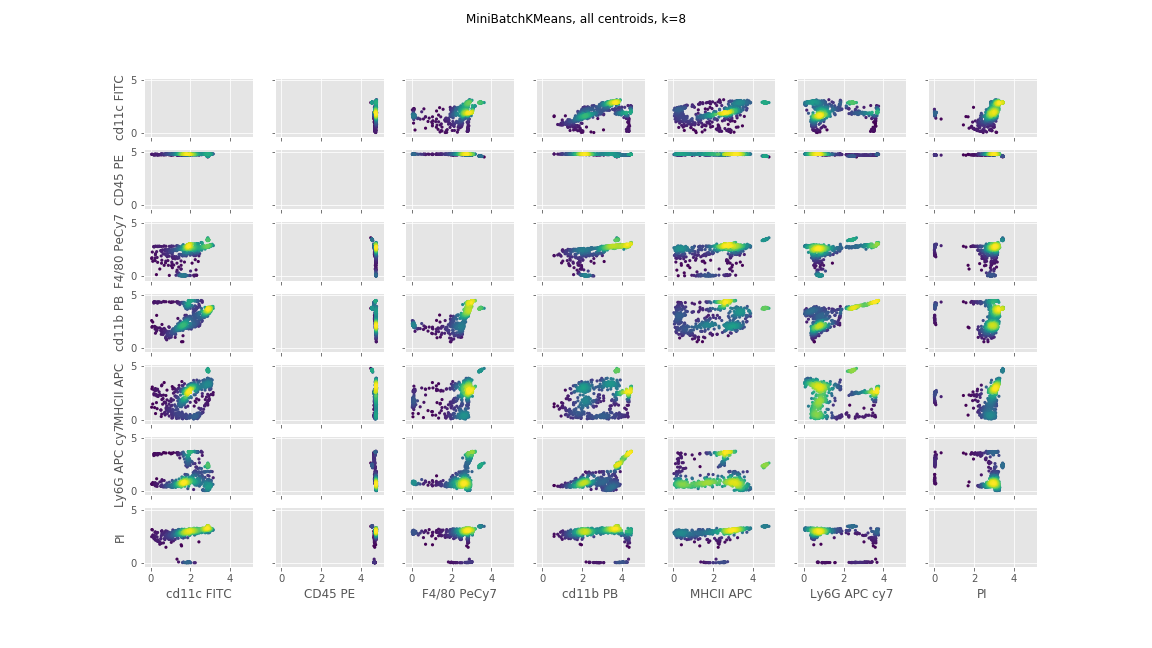 MiniBatchKMeans, all centroids, k=8
cd11c FITC
5
0
CD45 PE
5
0
F4/80 PeCy7
5
0
cd11b PB
5
0
MHCII APC
5
0
Ly6G APC cy7
5
0
PI
5
0
0 2 4 0 2 4 0 2 4 0 2 4 0 2 4 0 2 4 0 2 4
cd11c FITC CD45 PE F4/80 PeCy7 cd11b PB MHCII APC Ly6G APC cy7 PI